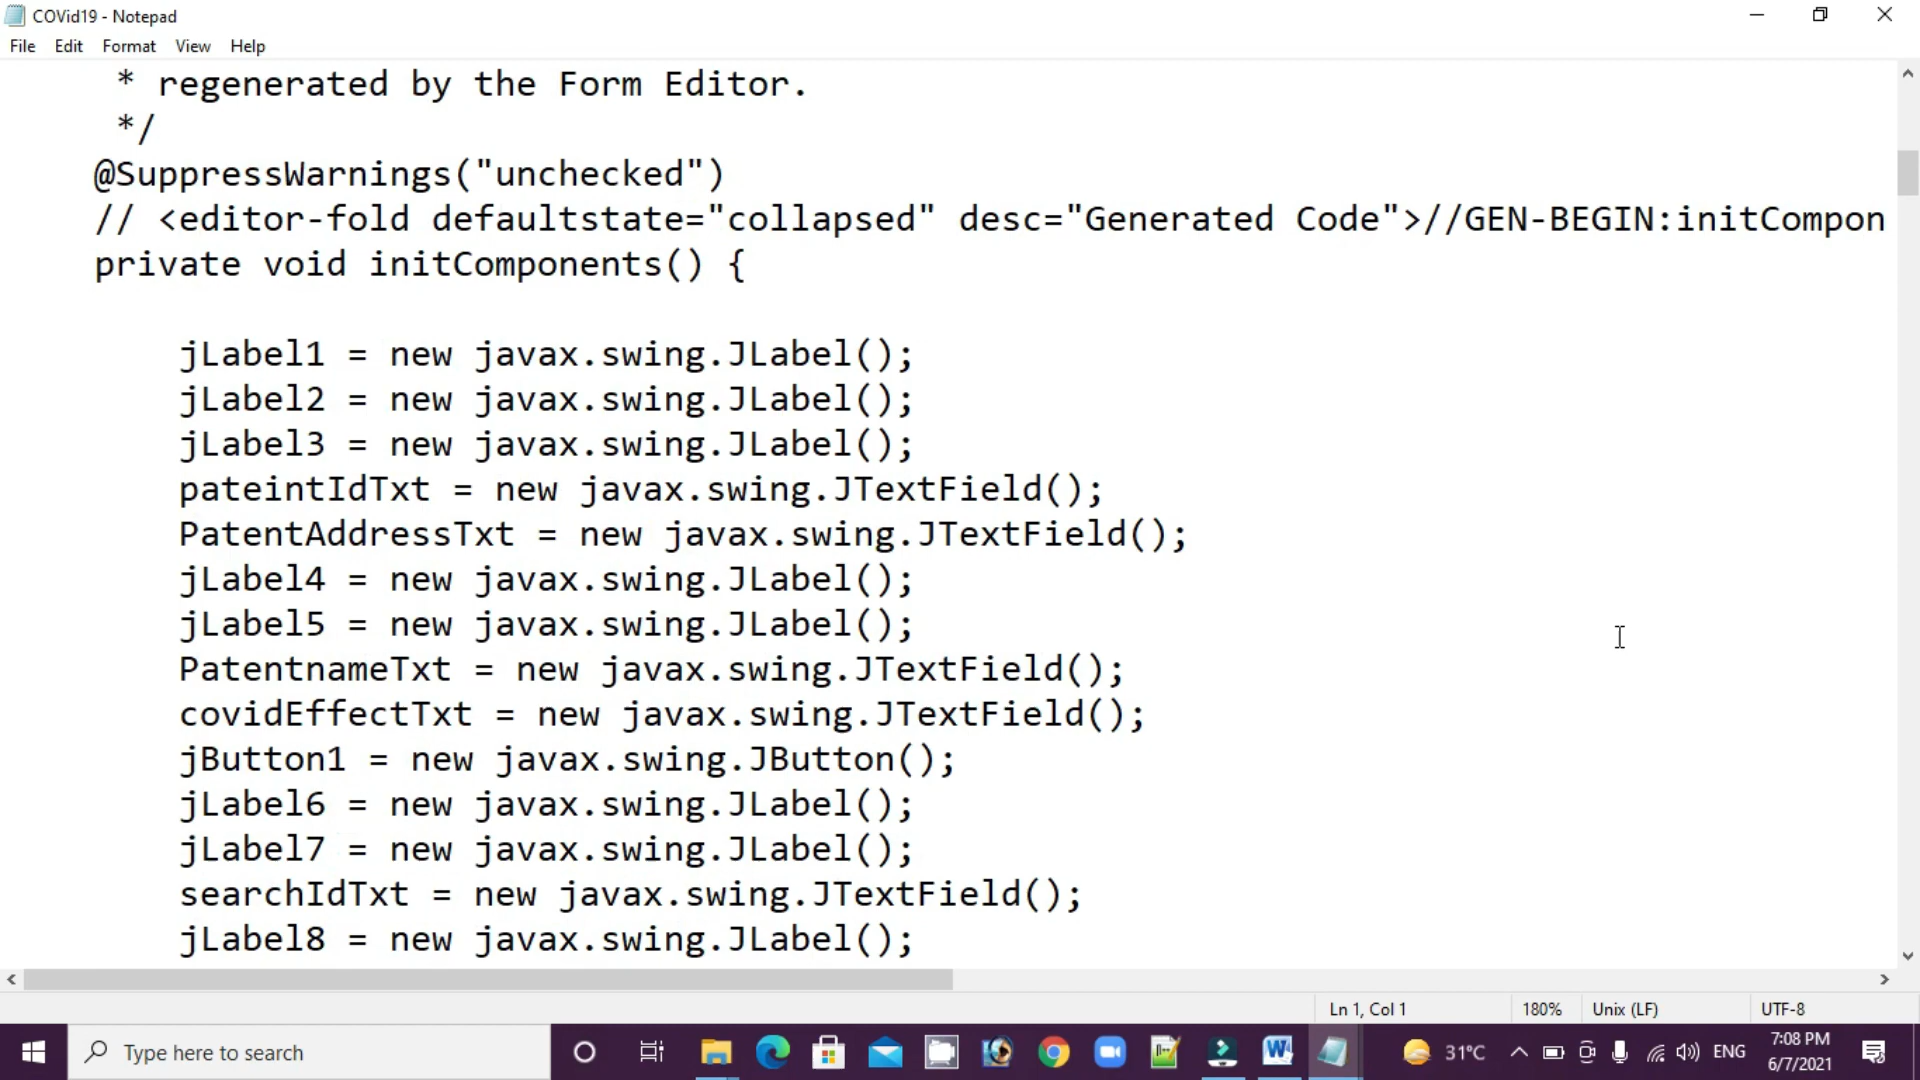 COVid19 - Notepad
File Edit Format View Help
* regenerated by the Form Editor.
*/
@SuppressWarnings("unchecked")
// <editor-fold defaultstate="collapsed" desc="Generated Code">//GEN-BEGIN:initCompon
private void initComponents() {
jLabel1 = new javax.swing.JLabel();
jLabel2 = new javax.swing.JLabel();
jLabel3 = new javax.swing.JLabel();
pateintIdTxt = new javax.swing.JTextField();
PatentAddressTxt = new javax.swing.JTextField();
jLabel4 = new javax.swing.JLabel();
jLabel5 = new javax.swing.JLabel();
PatentnameTxt = new javax.swing.JTextField();
covidEffectTxt = new javax.swing.JTextField();
jButton1 = new javax.swing.JButton();
jLabel6 = new javax.swing.JLabel();
jLabel7 = new javax.swing.JLabel();
searchIdTxt = new javax.swing.JTextField();
jLabel8 = new javax.swing.JLabel();
Ln 1, Col 1 180% Unix (LF) UTF-8
Type here to search 31°C ENG 7:08 PM
6/7/2021